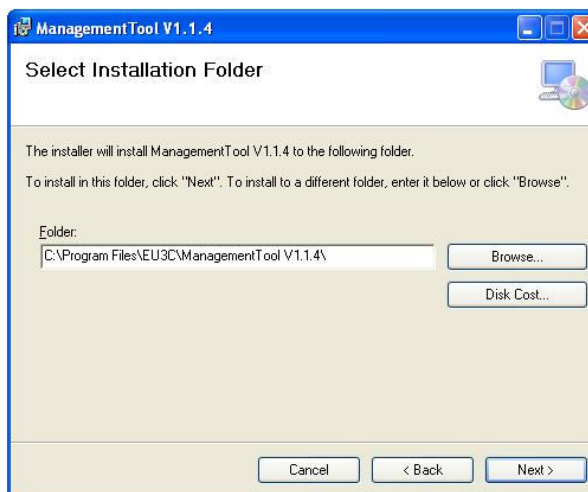 ManagementTool V1.1.4
Select Installation Folder
The installer will install ManagementTool V1.1.4 to the following folder.
To install in this folder, click "Next". To install to a different folder, enter it below or click "Browse".
Folder:
C:\Program Files\EU3C\ManagementTool V1.1.4\
Browse...
Disk Cost...
Cancel
< Back
Next >